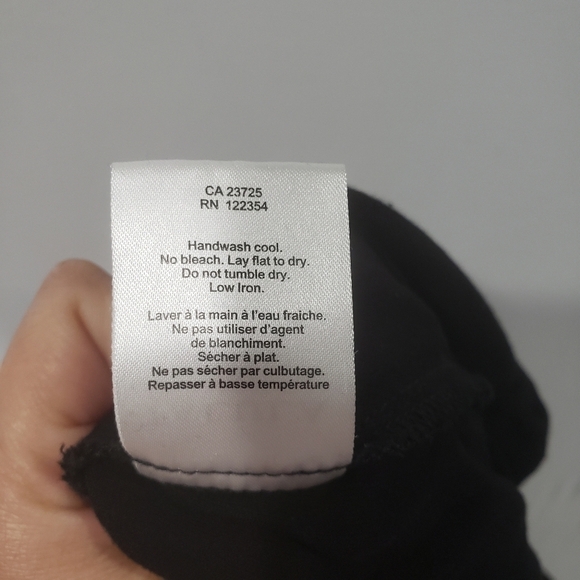 CA 23725
RN 122354
Handwash cool.
No bleach. Lay flat to dry.
Do not tumble dry.
Low Iron.
Laver à la main à l'eau fraiche.
Ne pas utiliser d'agent
de blanchiment.
Sécher à plat.
Ne pas sécher par culbutage.
Repasser à basse température